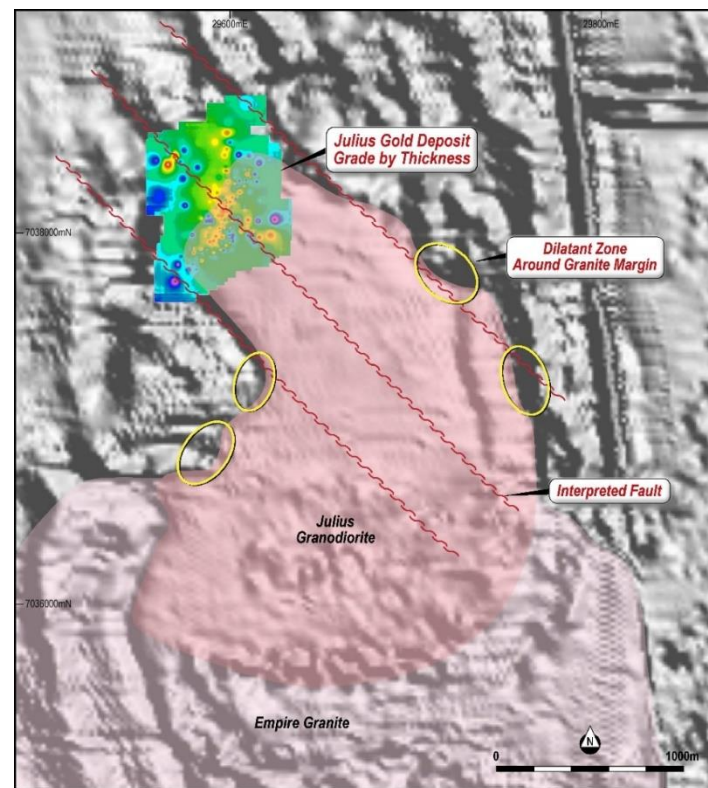 29600mE
29800mE
Julius Gold Deposit
Grade by Thickness
7038000mN
Dilatant Zone
Around Granite Margin
Interpreted Fault
Julius
Granodiorite
7036000mN
Empire Granite
N
0
1000m